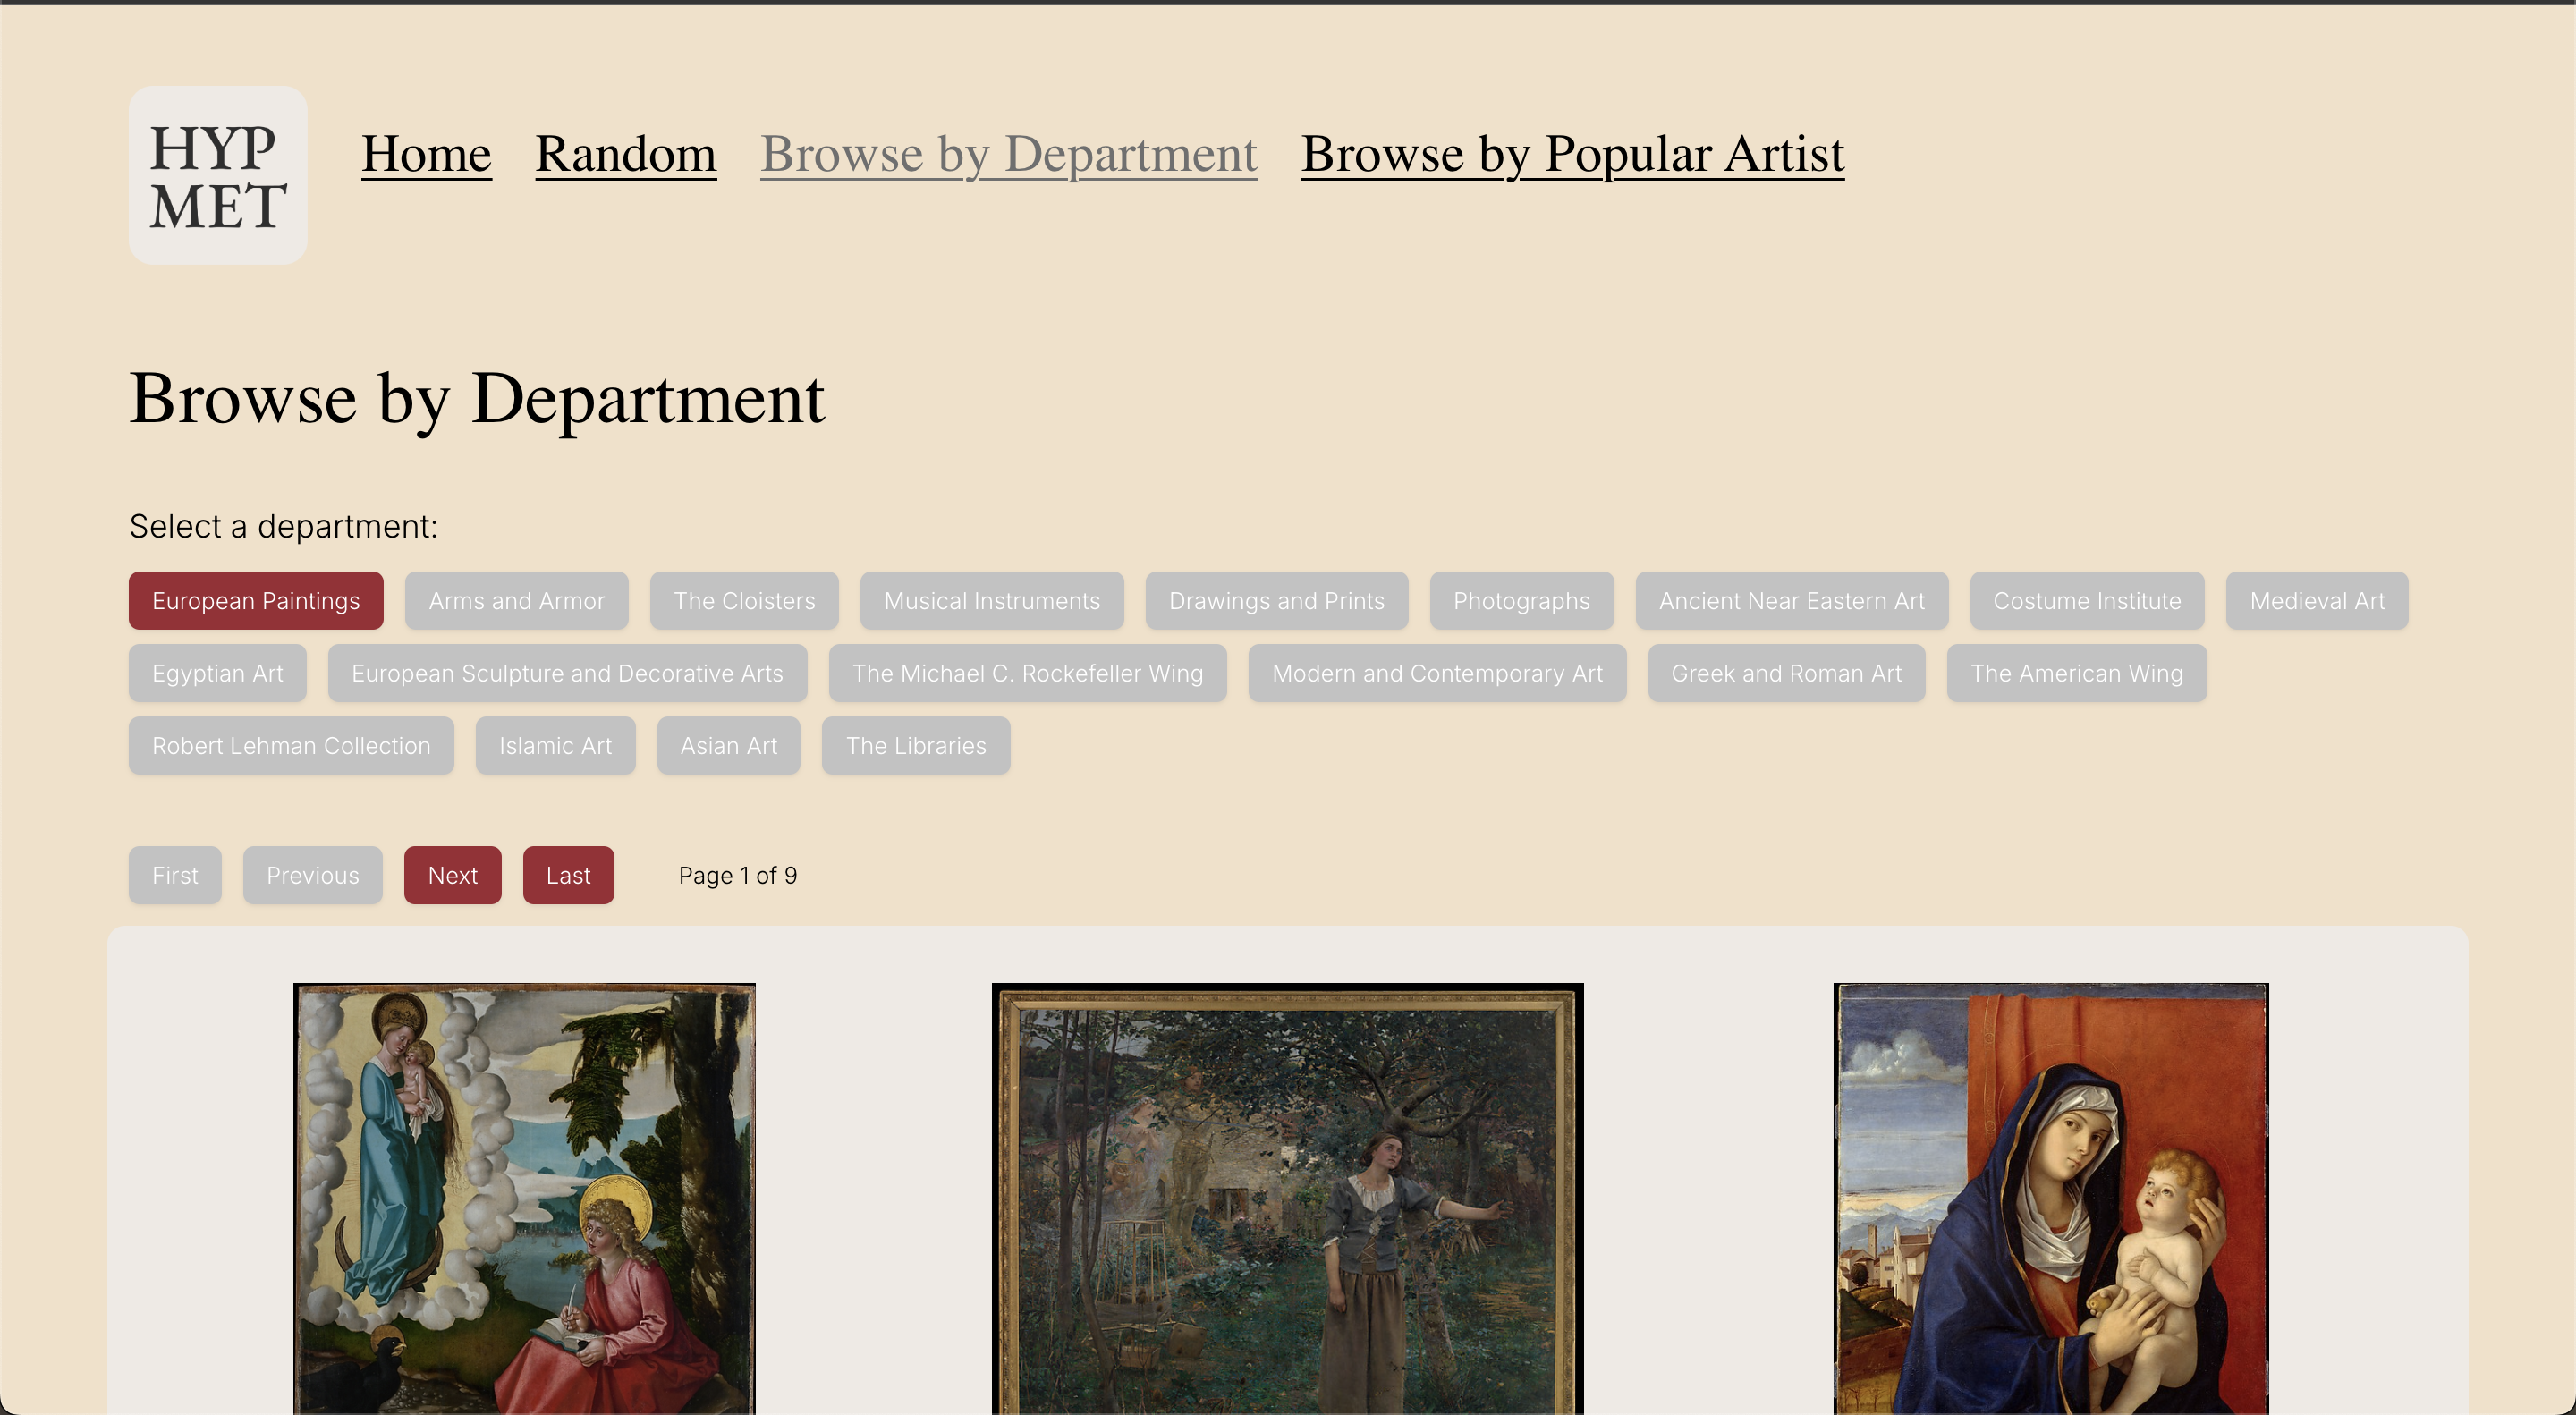 HYP
MET
Home Random Browse by Department Browse by Popular Artist
Browse by Department
Select a department:
European Paintings Arms and Armor The Cloisters Musical Instruments Drawings and Prints Photographs Ancient Near Eastern Art Costume Institute Medieval Art
Egyptian Art European Sculpture and Decorative Arts The Michael C. Rockefeller Wing Modern and Contemporary Art Greek and Roman Art The American Wing
Robert Lehman Collection Islamic Art Asian Art The Libraries
First Previous Next Last Page 1 of 9